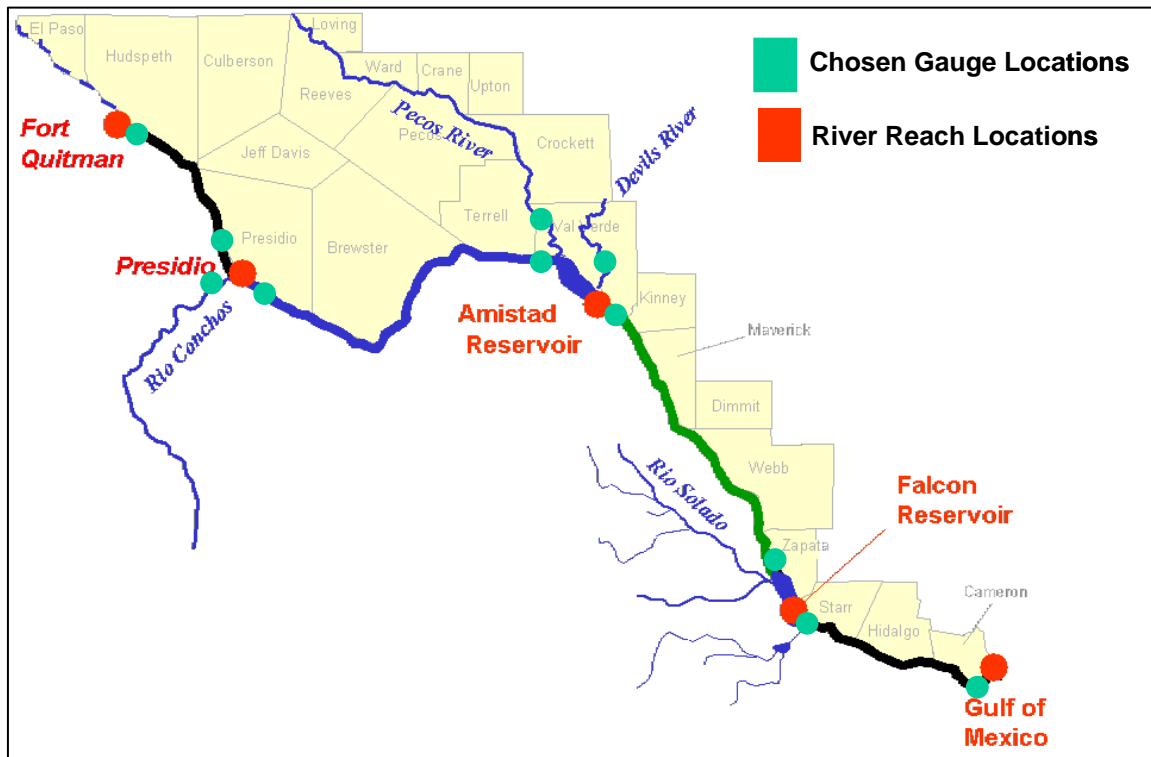 El Paso
Hudspeth
Culberson
Loving
Ward
Crane
Upton
Reeves
Pecos
Pecos River
Crockett
Jeff Davis
Devils River
Terrell
Val Verde
Presidio
Brewster
Kinney
Maverick
Dimmit
Webb
Zapata
Starr
Hidalgo
Cameron
Chosen Gauge Locations
River Reach Locations
Fort
Quitman
Presidio
Rio Conchos
Amistad
Reservoir
Rio Solado
Falcon
Reservoir
Gulf of
Mexico